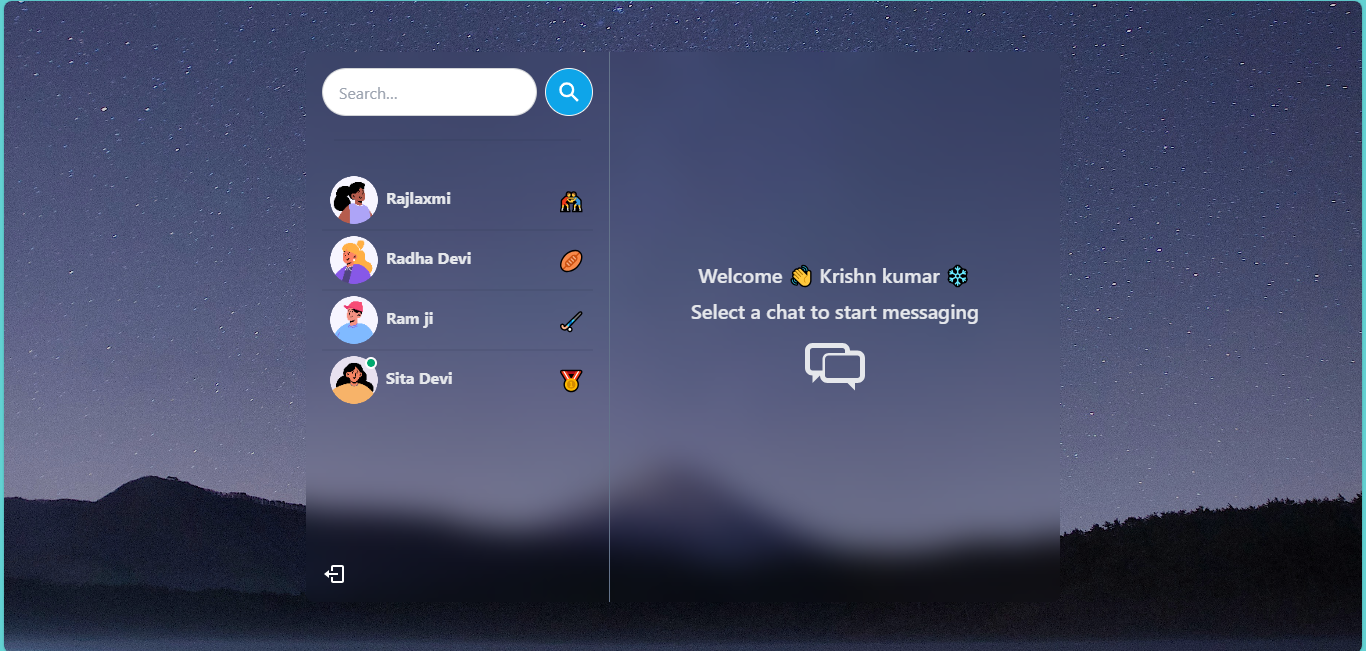 Search...
Rajlaxmi
Radha Devi
Ram ji
Sita Devi
Welcome 👋 Krishn kumar ❄
Select a chat to start messaging